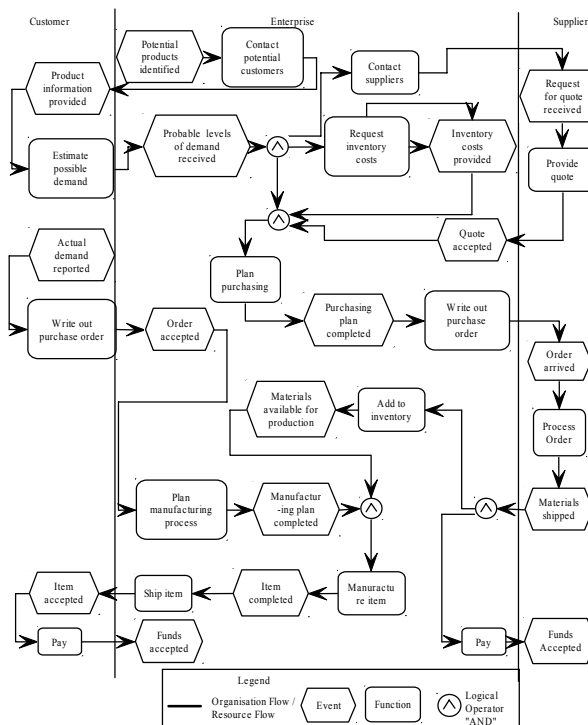 Customer
Enterprise
Supplier
Potential
products
identified
Contact
potential
customers
Contact
suppliers
Product
information
provided
Request
for quote
received
Estimate
possible
demand
Probable levels
of demand
received
Request
inventory
costs
Inventory
costs
provided
Provide
quote
Actual
demand
reported
Quote
accepted
Plan
purchasing
Write out
purchase order
Order
accepted
Purchasing
plan
completed
Write out
purchase
order
Order
arrived
Materials
available for
production
Add to
inventory
Process
Order
Plan
manufacturing
process
Manufactur
-ing plan
completed
Materials
shipped
Item
accepted
Ship item
Item
completed
Manuractu
re item
Pay
Funds
accepted
Pay
Funds
Accepted
Legend
Organisation Flow /
Resource Flow
Event
Function
Logical
Operator
"AND"